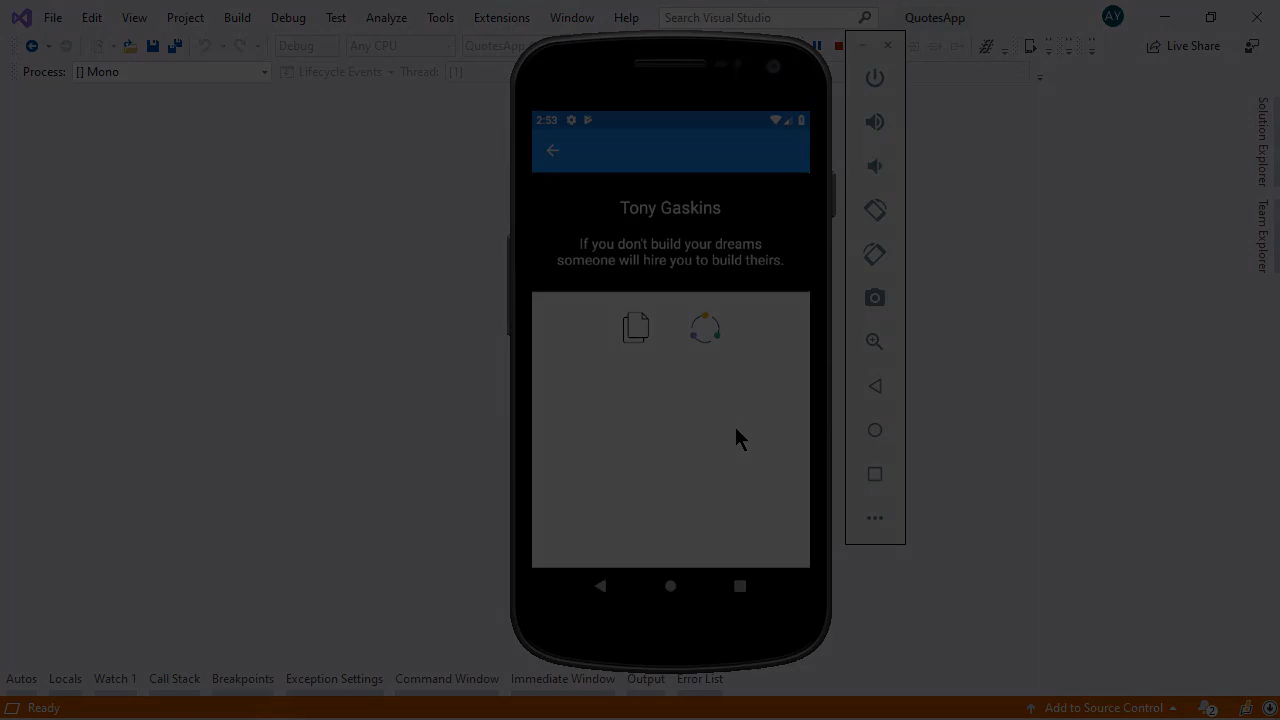 File Edit View Project Build Debug Test Analyze Tools Extensions Window Help Search Visual Studio QuotesApp AY
Debug Any CPU QuotesApp Live Share
Process: [] Mono Lifecycle Events Thread: [1]
Solution Explorer
Team Explorer
2:53
Tony Gaskins
If you don't build your dreams
someone will hire you to build theirs.
Autos Locals Watch 1 Call Stack Breakpoints Exception Settings Command Window Immediate Window Output Error List
Ready Add to Source Control 2